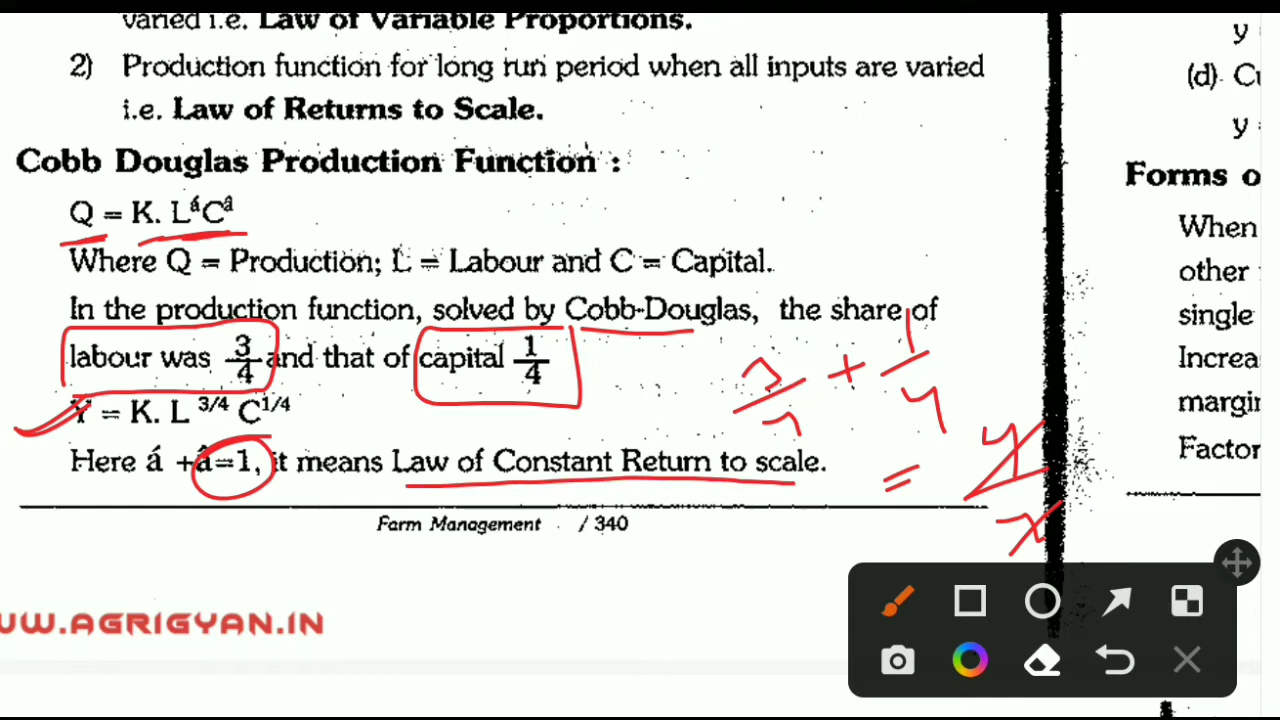 varied i.e. Law of Variable Proportions.
2) Production function for long run period when all inputs are varied
i.e. Law of Returns to Scale.
Cobb Douglas Production Function :
Q = K. LáCâ
Where Q = Production; L = Labour and C = Capital.
In the production function, solved by Cobb-Douglas, the share of
labour was 3/4 and that of capital 1/4
Y = K. L 3/4 C1/4
Here á +â=1, it means Law of Constant Return to scale.
3/4 + 1/4
=
Farm Management / 340
WW.AGRIGYAN.IN
y
(d) Cu
y =
Forms o
When
other
single
Increa
margin
Factor